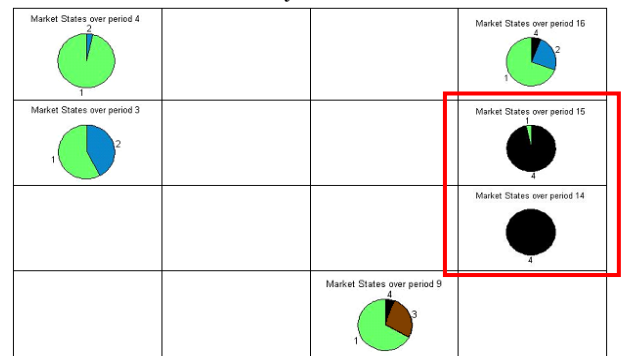 Market States over period 4
2
1
Market States over period 16
4
2
1
Market States over period 3
2
1
Market States over period 15
1
4
Market States over period 14
4
Market States over period 9
4
3
1